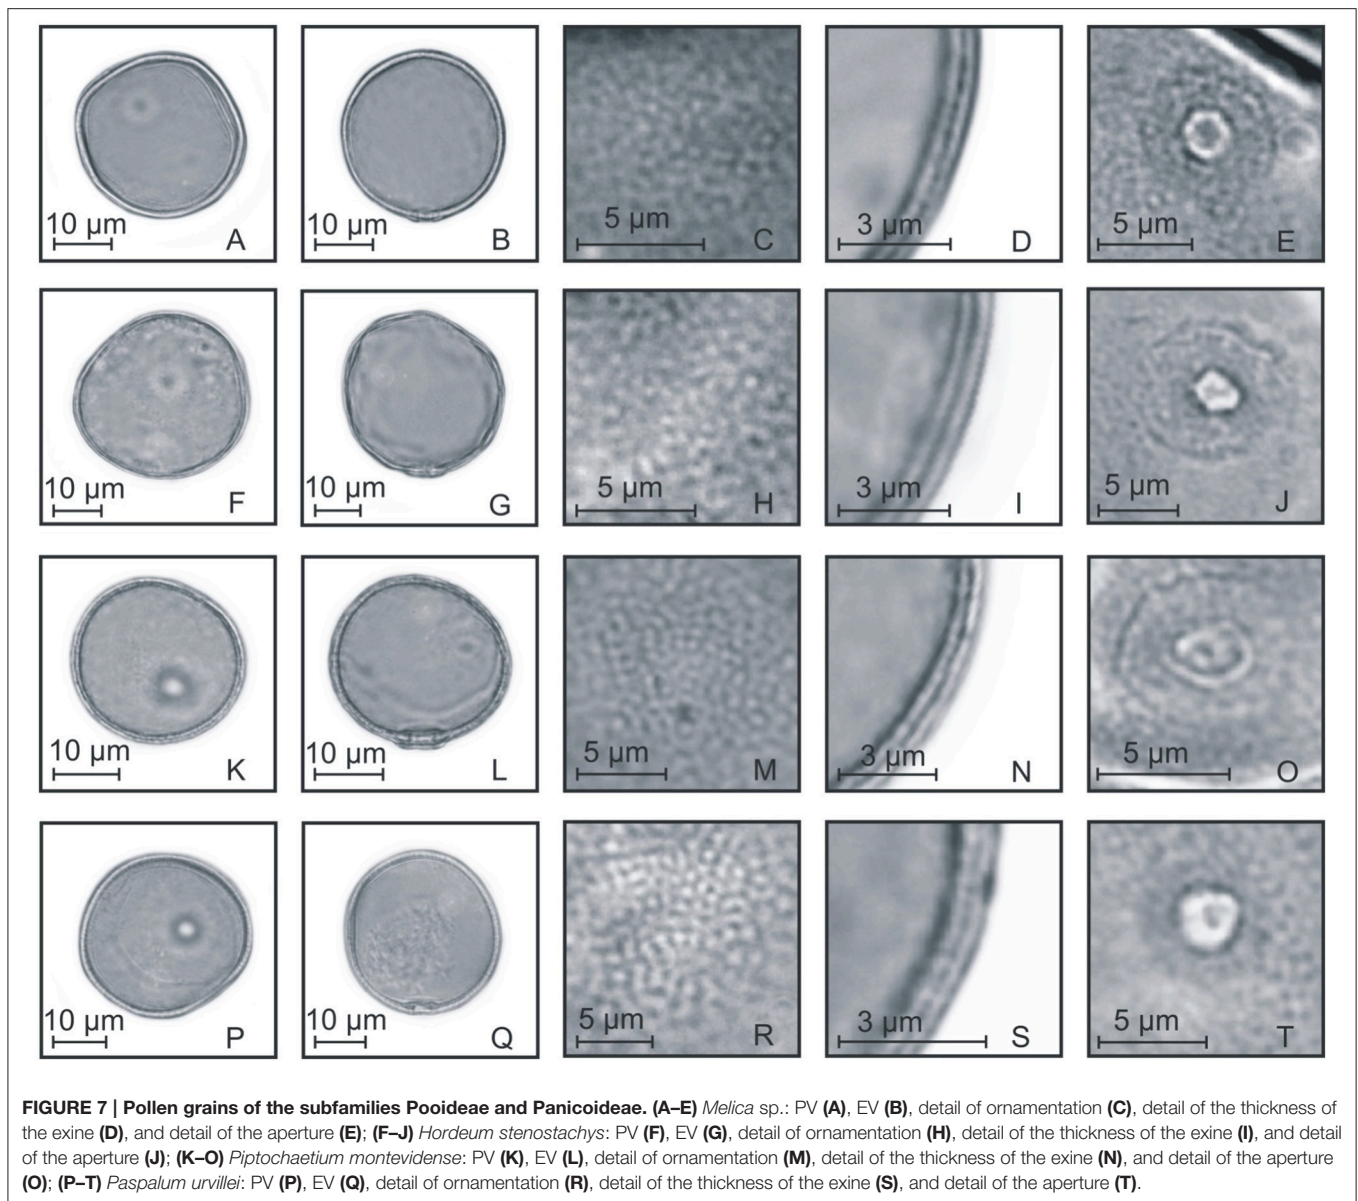 10 µm A
10 µm B
5 µm C
3 µm D
5 µm E
10 µm F
10 µm G
5 µm H
3 µm I
5 µm J
10 µm K
10 µm L
5 µm M
3 µm N
5 µm O
10 µm P
10 µm Q
5 µm R
3 µm S
5 µm T
FIGURE 7 | Pollen grains of the subfamilies Pooideae and Panicoideae. (A–E) Melica sp.: PV (A), EV (B), detail of ornamentation (C), detail of the thickness of
the exine (D), and detail of the aperture (E); (F–J) Hordeum stenostachys: PV (F), EV (G), detail of ornamentation (H), detail of the thickness of the exine (I), and detail
of the aperture (J); (K–O) Piptochaetium montevidense: PV (K), EV (L), detail of ornamentation (M), detail of the thickness of the exine (N), and detail of the aperture
(O); (P–T) Paspalum urvillei: PV (P), EV (Q), detail of ornamentation (R), detail of the thickness of the exine (S), and detail of the aperture (T).